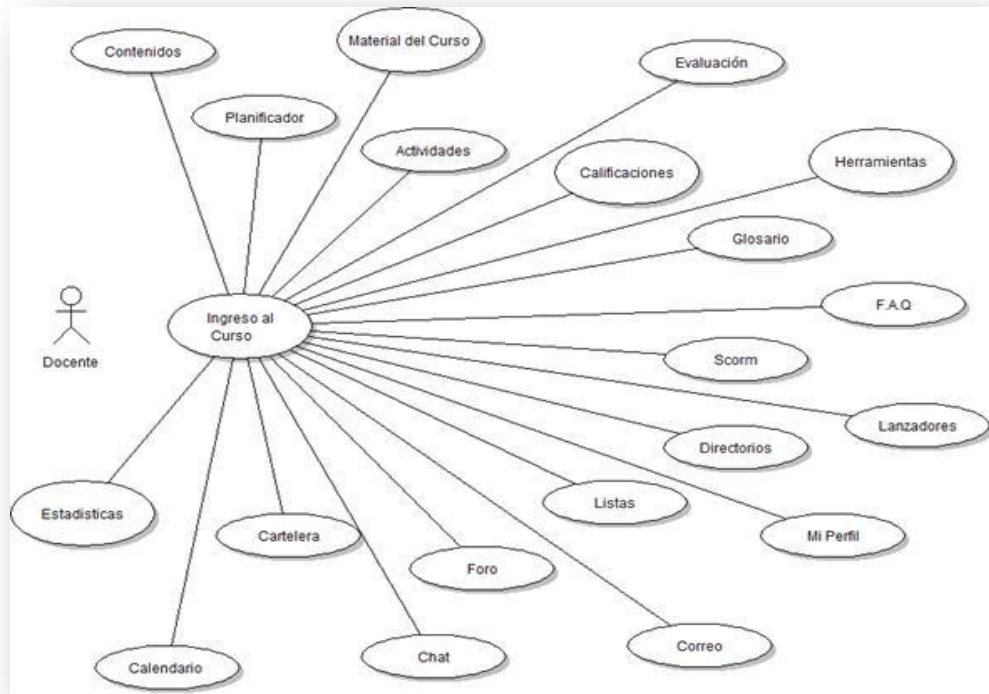 Material del Curso
Contenidos
Evaluación
Planificador
Actividades
Herramientas
Calificaciones
Glosario
F.A.Q
Ingreso al
Curso
Docente
Scorm
Lanzadores
Directorios
Listas
Estadisticas
Cartelera
Mi Perfil
Foro
Correo
Chat
Calendario